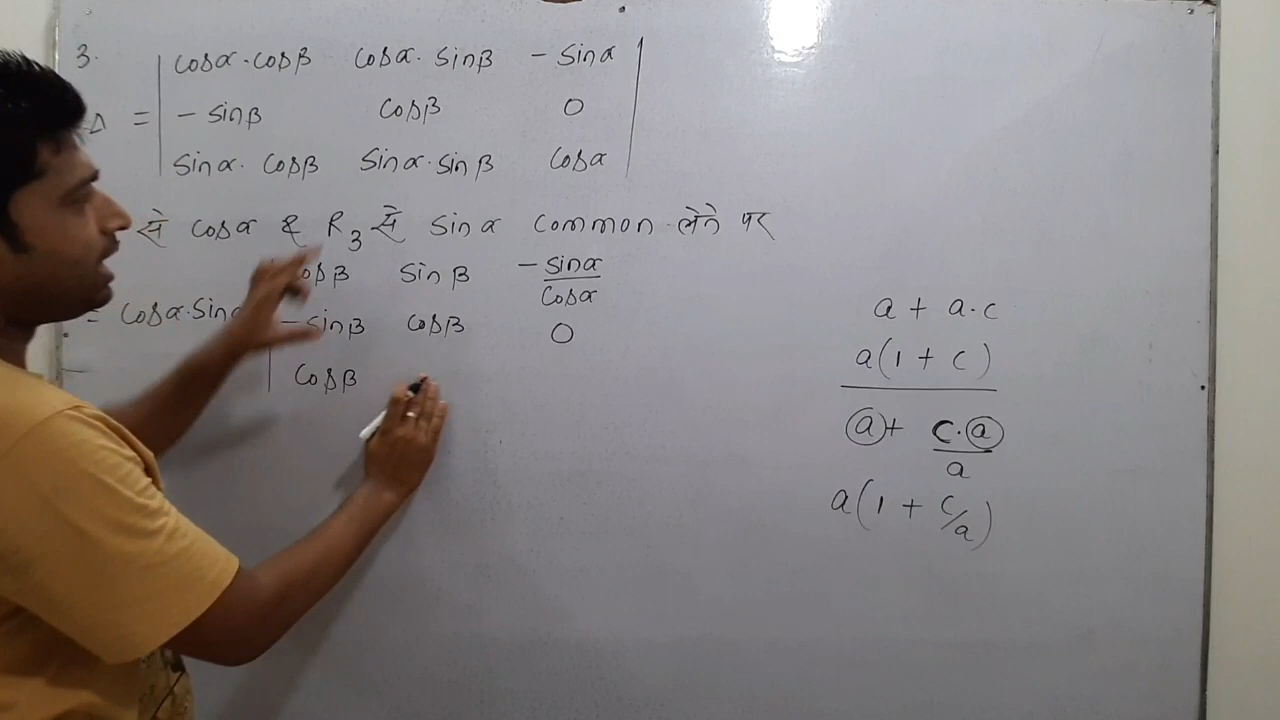 3.
Δ = | cosα·cosβ cosα·sinβ - sinα |
| - sinβ cosβ 0 |
| sinα·cosβ sinα·sinβ cosα |
से cosα & R₃ से sinα common लेने पर
= cosα·sinα | cosβ sinβ - sinα/cosα
- sinβ cosβ 0
| cosβ
a + a·c
a(1 + c)
a + c·a/a
a(1 + c/a)